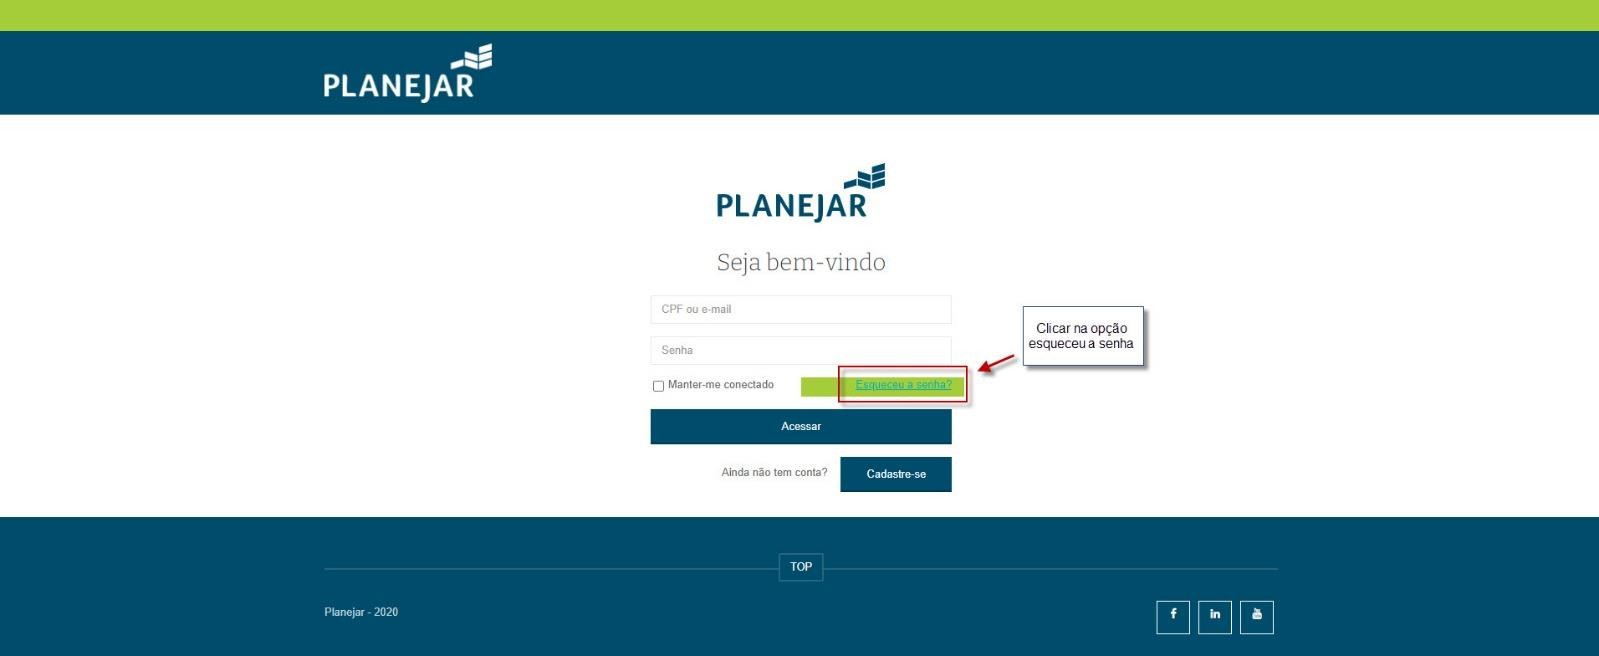 PLANEJAR
PLANEJAR
Seja bem-vindo
CPF ou e-mail
Senha
Manter-me conectado
Esqueceu a senha?
Clicar na opção
esqueceu a senha
Acessar
Ainda não tem conta?
Cadastre-se
TOP
Planejar - 2020